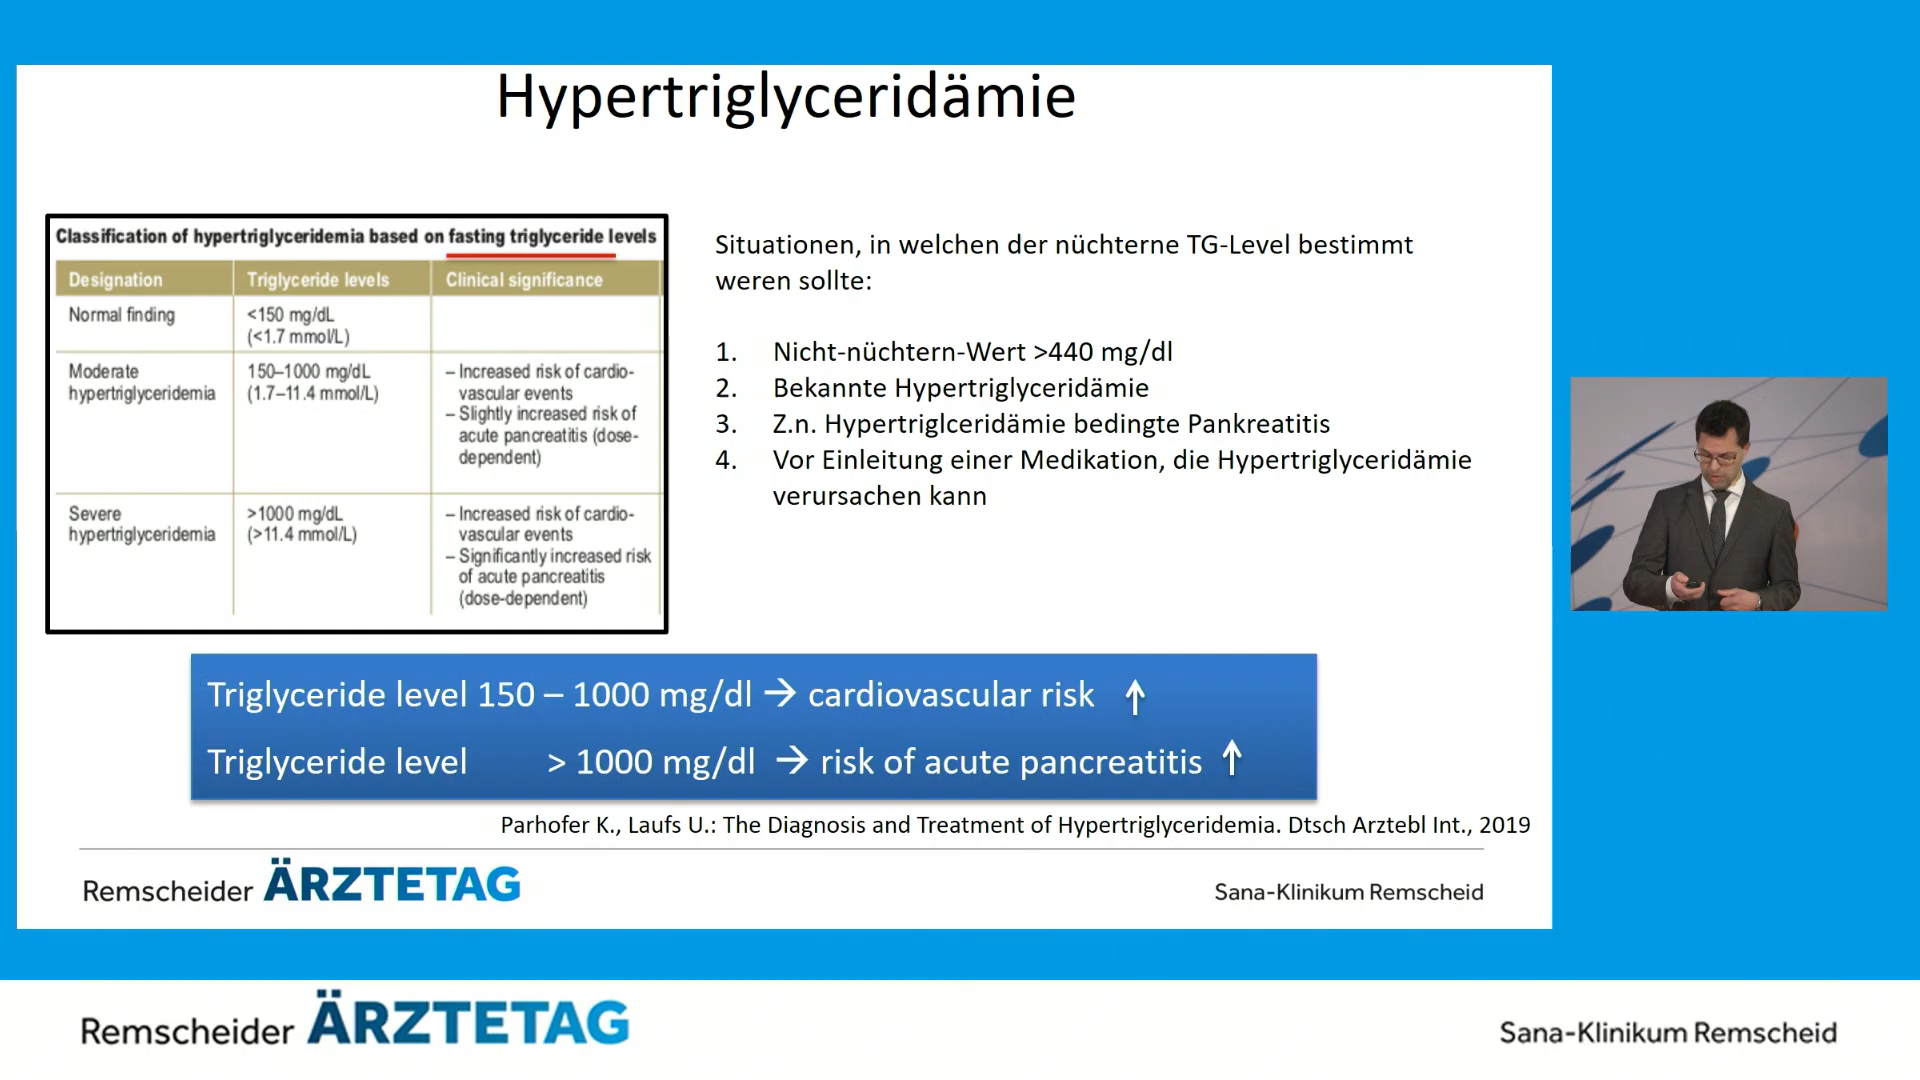 Hypertriglyceridämie
Classification of hypertriglyceridemia based on fasting triglyceride levels
Designation
Triglyceride levels
Clinical significance
Normal finding
<150 mg/dL
(<1.7 mmol/L)
Moderate
hypertriglyceridemia
150–1000 mg/dL
(1.7–11.4 mmol/L)
– Increased risk of cardio-
vascular events
– Slightly increased risk of
acute pancreatitis (dose-
dependent)
Severe
hypertriglyceridemia
>1000 mg/dL
(>11.4 mmol/L)
– Increased risk of cardio-
vascular events
– Significantly increased risk
of acute pancreatitis
(dose-dependent)
Situationen, in welchen der nüchterne TG-Level bestimmt
weren sollte:
1. Nicht-nüchtern-Wert >440 mg/dl
2. Bekannte Hypertriglyceridämie
3. Z.n. Hypertriglceridämie bedingte Pankreatitis
4. Vor Einleitung einer Medikation, die Hypertriglyceridämie
verursachen kann
Triglyceride level 150 – 1000 mg/dl → cardiovascular risk ↑
Triglyceride level > 1000 mg/dl → risk of acute pancreatitis ↑
Parhofer K., Laufs U.: The Diagnosis and Treatment of Hypertriglyceridemia. Dtsch Arztebl Int., 2019
Remscheider ÄRZTETAG
Sana-Klinikum Remscheid
Remscheider ÄRZTETAG
Sana-Klinikum Remscheid